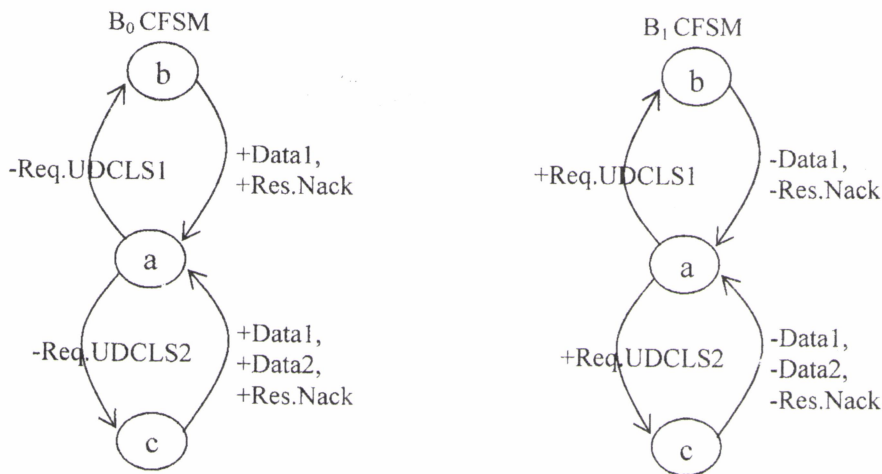 B₀ CFSM
b
-Req.UDCLS1
+Data1,
+Res.Nack
a
-Req.UDCLS2
+Data1,
+Data2,
+Res.Nack
c
B₁ CFSM
b
+Req.UDCLS1
-Data1,
-Res.Nack
a
+Req.UDCLS2
-Data1,
-Data2,
-Res.Nack
c